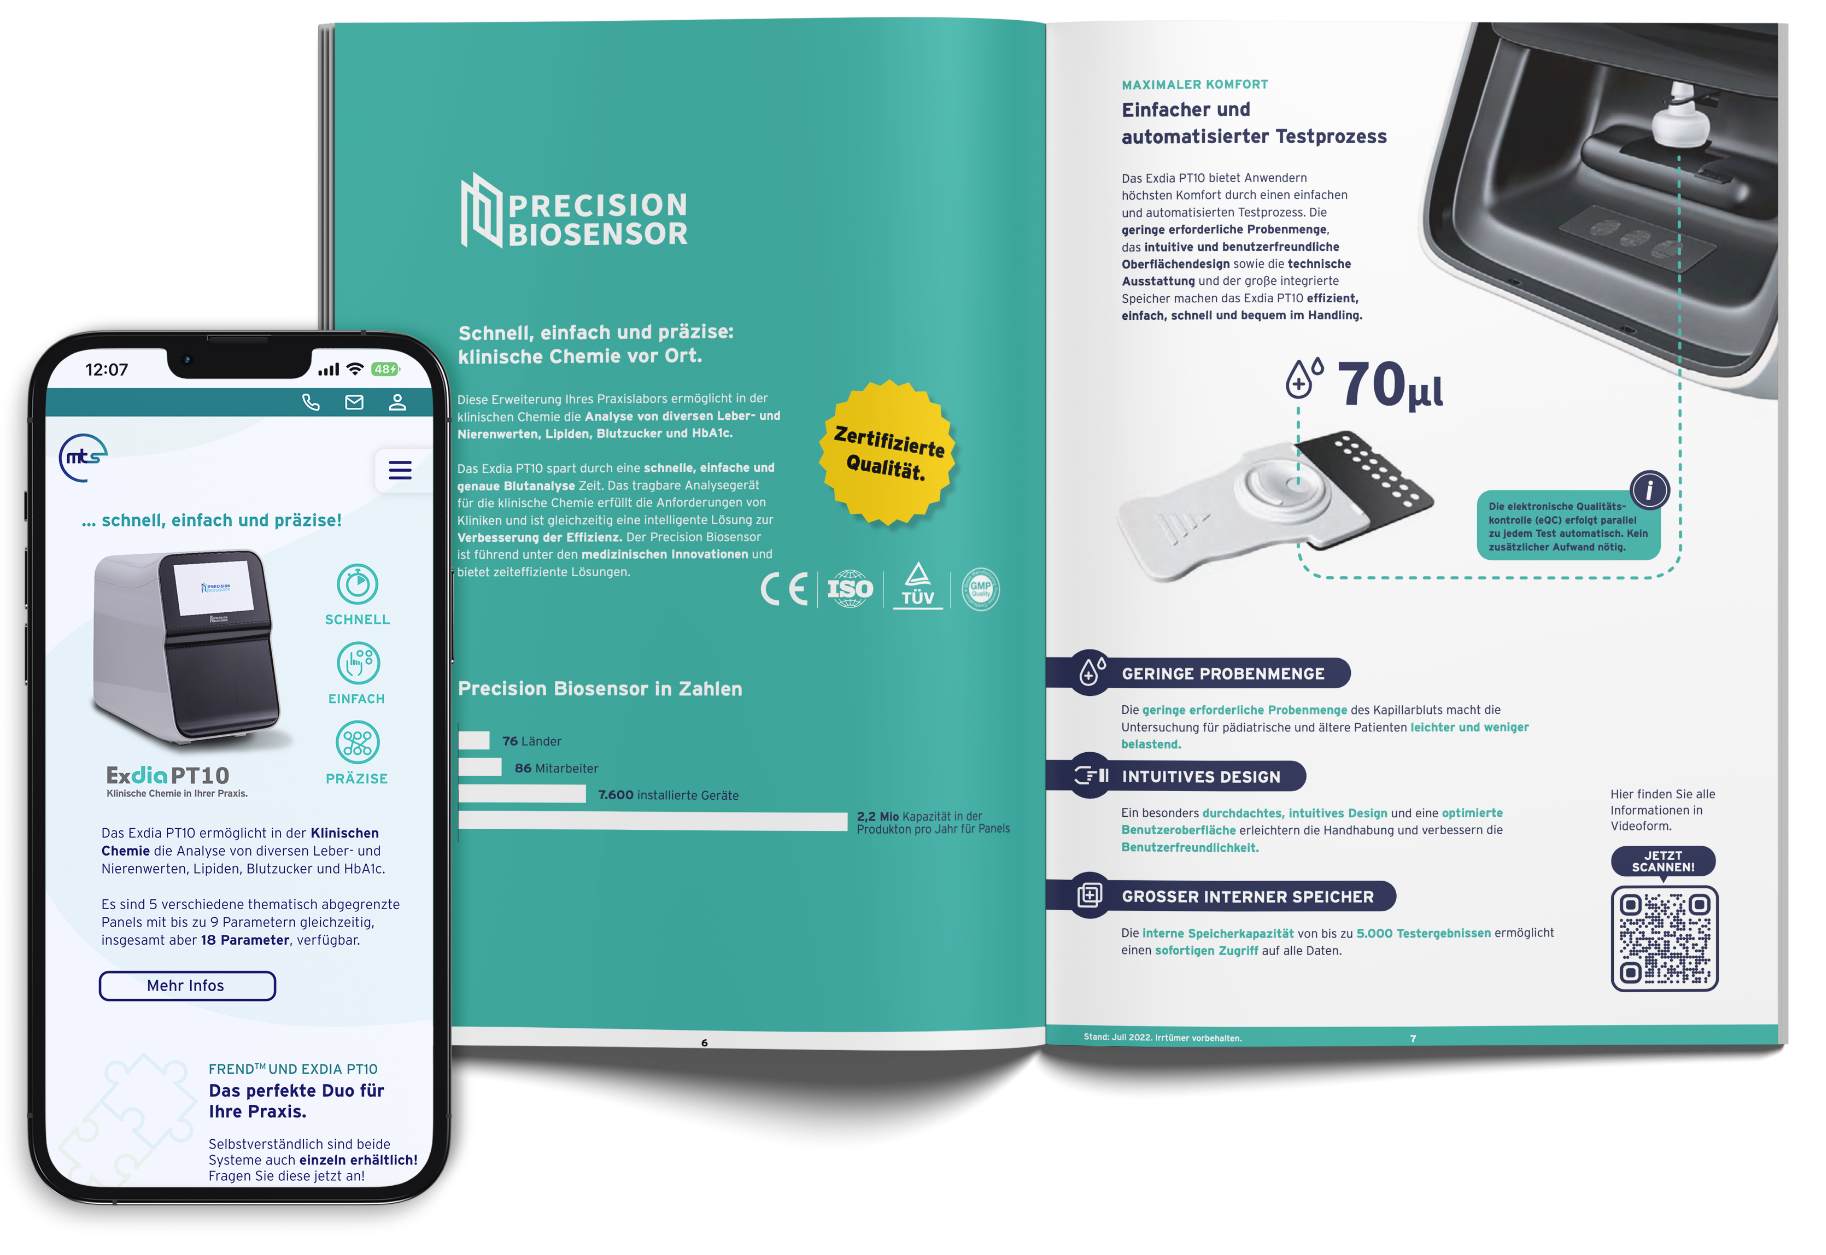 12:07
48
mts
... schnell, einfach und präzise!
PRECISION
BIOSENSOR
SCHNELL
EINFACH
PRÄZISE
Exdia PT10
Klinische Chemie in Ihrer Praxis.
Das Exdia PT10 ermöglicht in der Klinischen
Chemie die Analyse von diversen Leber- und
Nierenwerten, Lipiden, Blutzucker und HbA1c.
Es sind 5 verschiedene thematisch abgegrenzte
Panels mit bis zu 9 Parametern gleichzeitig,
insgesamt aber 18 Parameter, verfügbar.
Mehr Infos
FREND™ UND EXDIA PT10
Das perfekte Duo für
Ihre Praxis.
Selbstverständlich sind beide
Systeme auch einzeln erhältlich!
Fragen Sie diese jetzt an!
PRECISION
BIOSENSOR
Schnell, einfach und präzise:
klinische Chemie vor Ort.
Diese Erweiterung Ihres Praxislabors ermöglicht in der
klinischen Chemie die Analyse von diversen Leber- und
Nierenwerten, Lipiden, Blutzucker und HbA1c.
Das Exdia PT10 spart durch eine schnelle, einfache und
genaue Blutanalyse Zeit. Das tragbare Analysegerät
für die klinische Chemie erfüllt die Anforderungen von
Kliniken und ist gleichzeitig eine intelligente Lösung zur
Verbesserung der Effizienz. Der Precision Biosensor
ist führend unter den medizinischen Innovationen und
bietet zeiteffiziente Lösungen.
Zertifizierte
Qualität.
CE
ISO
TÜV
GMP
Quality
Precision Biosensor in Zahlen
76 Länder
86 Mitarbeiter
7.600 installierte Geräte
2,2 Mio Kapazität in der
Produkton pro Jahr für Panels
6
MAXIMALER KOMFORT
Einfacher und
automatisierter Testprozess
Das Exdia PT10 bietet Anwendern
höchsten Komfort durch einen einfachen
und automatisierten Testprozess. Die
geringe erforderliche Probenmenge,
das intuitive und benutzerfreundliche
Oberflächendesign sowie die technische
Ausstattung und der große integrierte
Speicher machen das Exdia PT10 effizient,
einfach, schnell und bequem im Handling.
70µl
i
Die elektronische Qualitäts-
kontrolle (eQC) erfolgt parallel
zu jedem Test automatisch. Kein
zusätzlicher Aufwand nötig.
GERINGE PROBENMENGE
Die geringe erforderliche Probenmenge des Kapillarbluts macht die
Untersuchung für pädiatrische und ältere Patienten leichter und weniger
belastend.
INTUITIVES DESIGN
Ein besonders durchdachtes, intuitives Design und eine optimierte
Benutzeroberfläche erleichtern die Handhabung und verbessern die
Benutzerfreundlichkeit.
GROSSER INTERNER SPEICHER
Die interne Speicherkapazität von bis zu 5.000 Testergebnissen ermöglicht
einen sofortigen Zugriff auf alle Daten.
Hier finden Sie alle
Informationen in
Videoform.
JETZT
SCANNEN!
Stand: Juli 2022. Irrtümer vorbehalten.
7